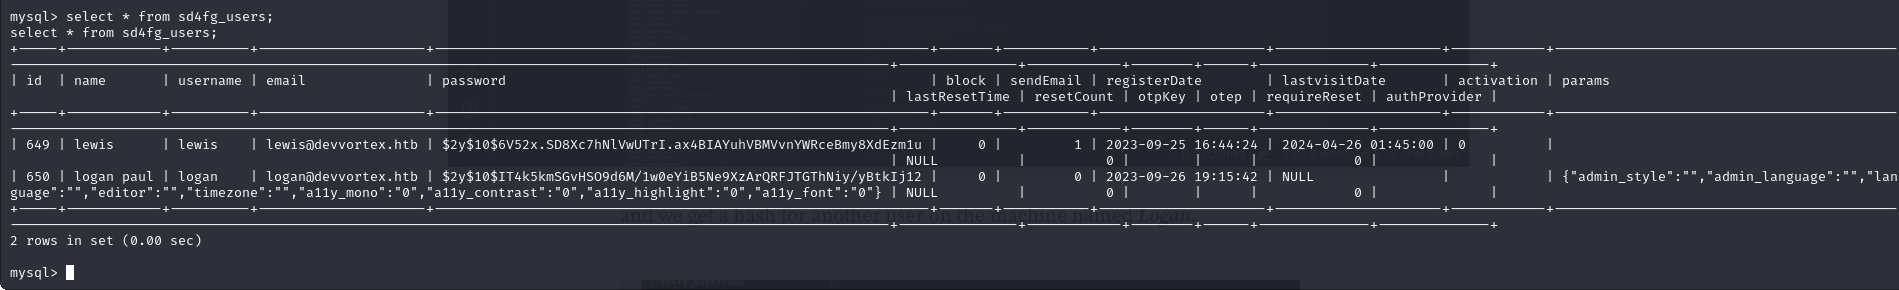 mysql> select * from sd4fg_users;
select * from sd4fg_users;
| id | name | username | email | password | block | sendEmail | registerDate | lastvisitDate | activation | params
| lastResetTime | resetCount | otpKey | otep | requireReset | authProvider |
| 649 | lewis | lewis | lewis@devvortex.htb | $2y$10$6V52x.SD8Xc7hNlVwUTrI.ax4BIAYuhVBMVvnYWRceBmy8XdEzm1u | 0 | 1 | 2023-09-25 16:44:24 | 2024-04-26 01:45:00 | 0 |
| NULL | 0 | | | 0 | |
| 650 | logan paul | logan | logan@devvortex.htb | $2y$10$IT4k5kmSGvHSO9d6M/1w0eYiB5Ne9XzArQRFJTGThNiy/yBtkIj12 | 0 | 0 | 2023-09-26 19:15:42 | NULL | | {"admin_style":"","admin_language":"","lan
guage":"","editor":"","timezone":"","a11y_mono":"0","a11y_contrast":"0","a11y_highlight":"0","a11y_font":"0"} | NULL | 0 | | | 0 | |
and we get a hash for another user on the machine named Logan.
2 rows in set (0.00 sec)
mysql>